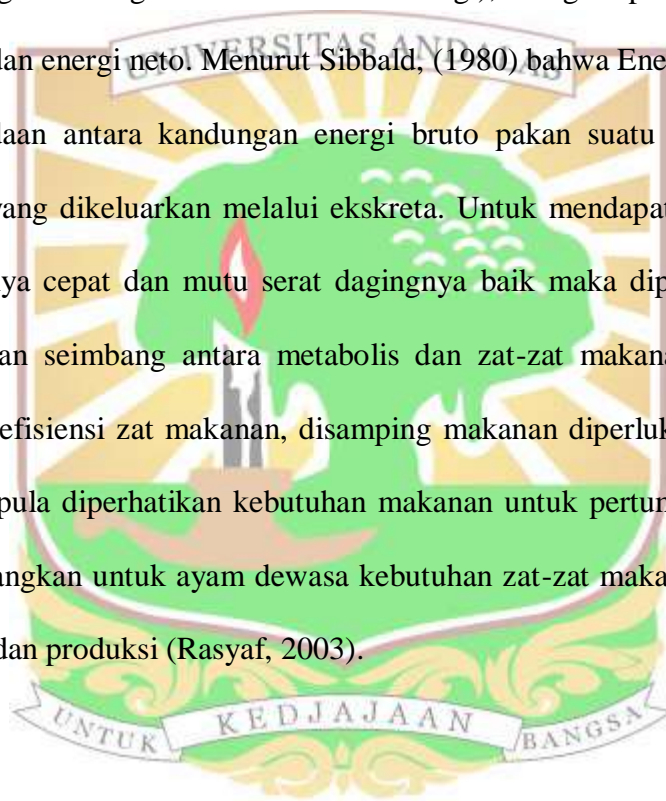 UNIVERSITAS ANDALAS
dan energi neto. Menurut Sibbald, (1980) bahwa Ene
daan antara kandungan energi bruto pakan suatu
yang dikeluarkan melalui ekskreta. Untuk mendapat
ya cepat dan mutu serat dagingnya baik maka dip
an seimbang antara metabolis dan zat-zat makana
efisiensi zat makanan, disamping makanan diperluk
pula diperhatikan kebutuhan makanan untuk pertun
angkan untuk ayam dewasa kebutuhan zat-zat maka
dan produksi (Rasyaf, 2003).
UNTUK KEDJAJAAN BANGSA